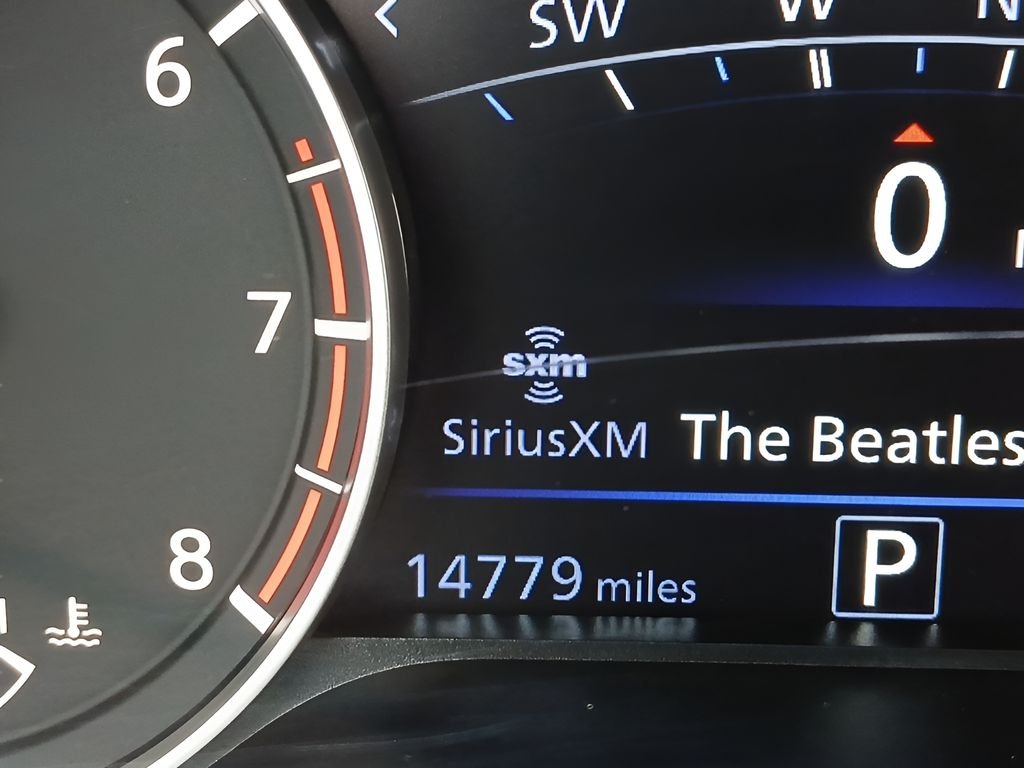 SW W N
6
0
7
sxm
SiriusXM The Beatles
8
14779 miles P